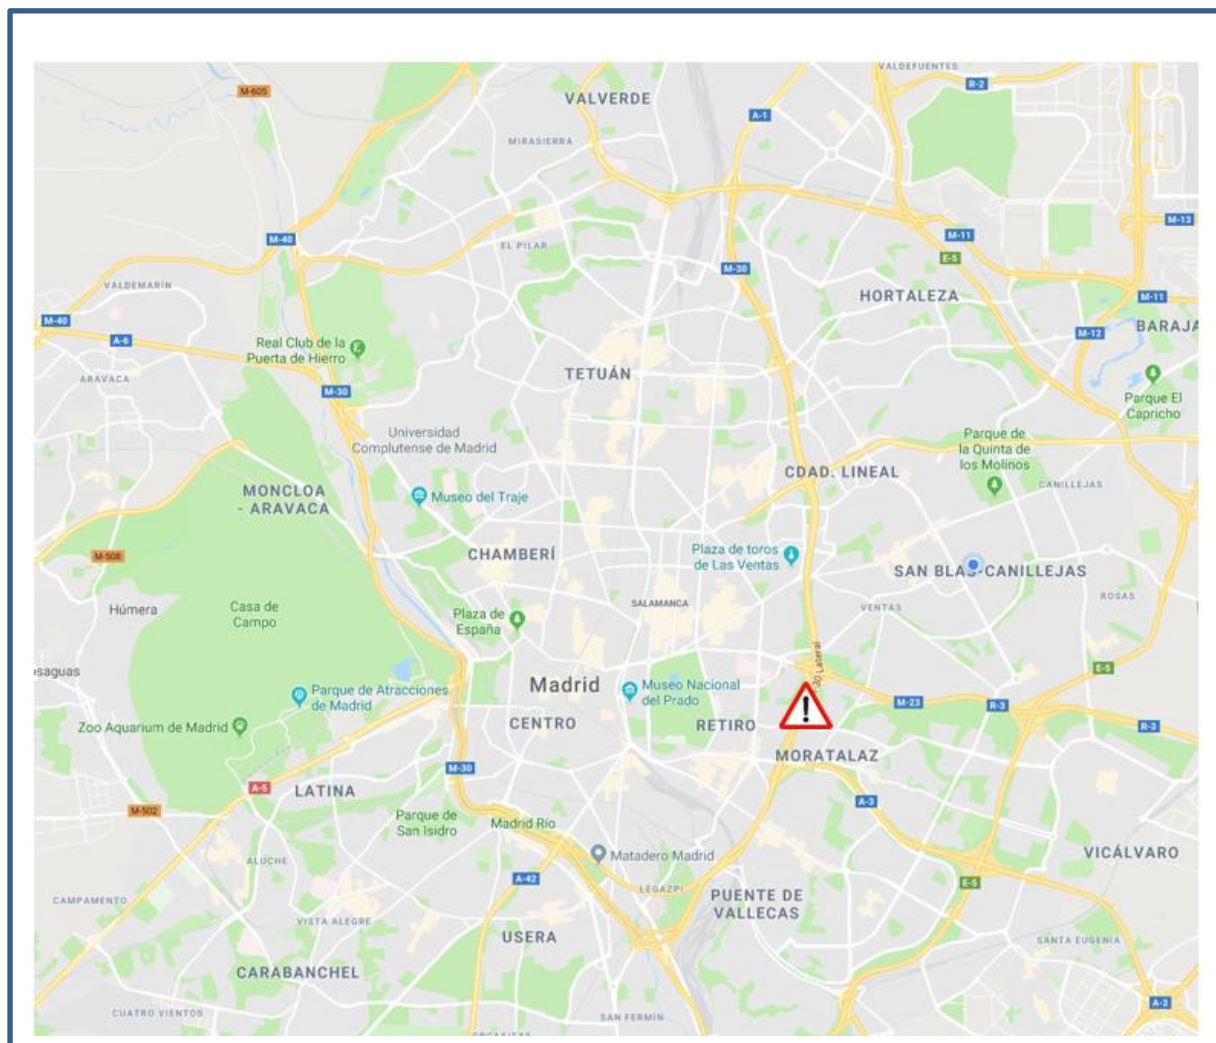 VALDEFUENTES
M-605
R-2
VALVERDE
A-1
MIRASIERRA
M-13
M-40
EL PILAR
M-11
E-5
M-30
VALDEMARÍN
HORTALEZA
M-11
M-40
BARAJA
A-6
M-12
Real Club de la
Puerta de Hierro
TETUÁN
ARAVACA
M-30
Parque El
Capricho
Universidad
Complutense de Madrid
Parque de
la Quinta de
los Molinos
CDAD. LINEAL
CANILLEJAS
MONCLOA
- ARAVACA
Museo del Traje
CHAMBERÍ
Plaza de toros
de Las Ventas
M-508
SAN BLAS-CANILLEJAS
Húmera
Casa de
Campo
SALAMANCA
VENTAS
ROSAS
Plaza de
España
osaguas
Lateral
E-5
Madrid
Parque de Atracciones
de Madrid
Museo Nacional
del Prado
M-23
R-3
Zoo Aquarium de Madrid
CENTRO
RETIRO
!
R-3
MORATALAZ
M-30
A-5
LATINA
M-502
A-3
Parque de
San Isidro
Madrid Río
Matadero Madrid
VICÁLVARO
ALUCHE
A-42
LEGAZPI
E-5
CAMPAMENTO
PUENTE DE
VALLECAS
VISTA ALEGRE
USERA
SANTA EUGENIA
CARABANCHEL
A-3
CUATRO VIENTOS
SAN FERMÍN
ORCASITAS